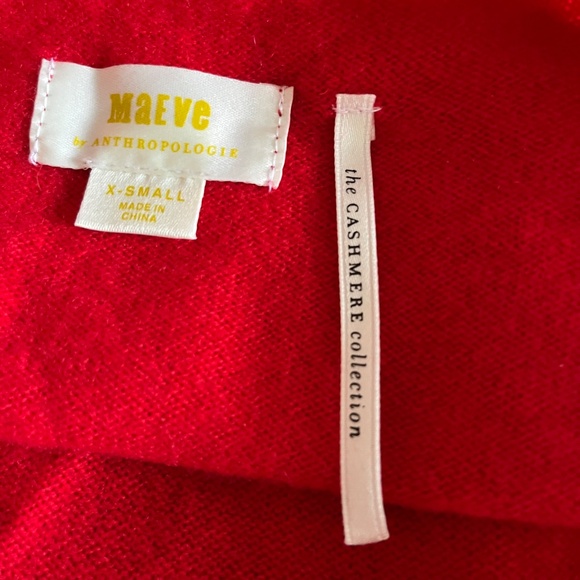 MaEve
by ANTHROPOLOGIE
X-SMALL
MADE IN
CHINA
the CASHMERE collection